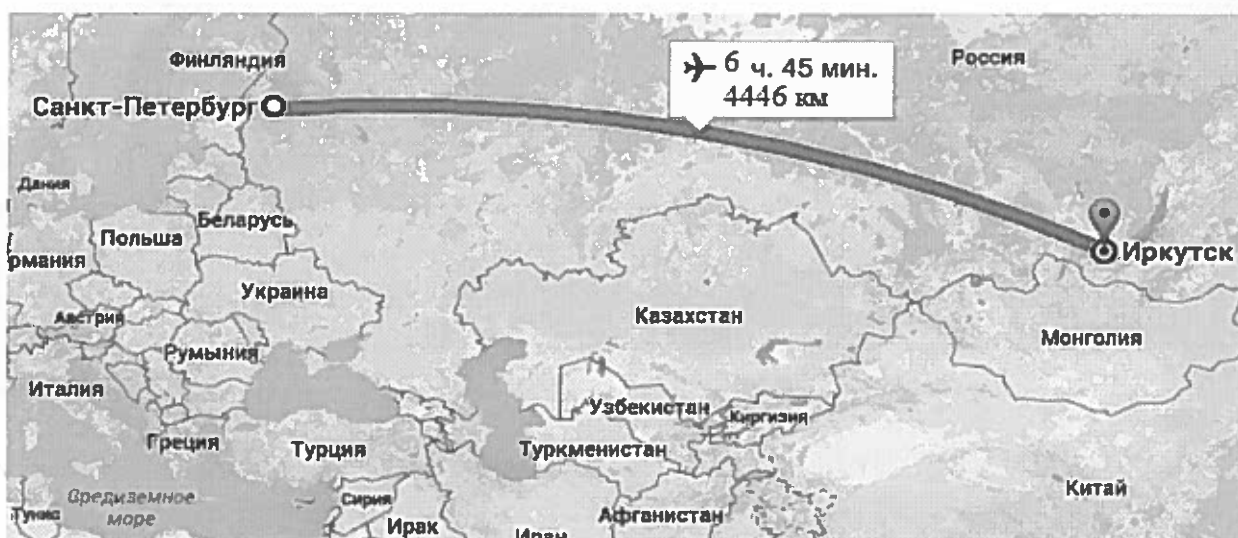 Финляндия
Россия
6 ч. 45 мин.
4446 км
Санкт-Петербург
Дания
Беларусь
Польша
рмания
Иркутск
Украина
Австрия
Казахстан
Монголия
Румыния
Италия
Узбекистан
Киргизия
Греция
Турция
Туркменистан
Средиземное
море
Сирия
Китай
Тунис
Ирак
Афганистан
Иран